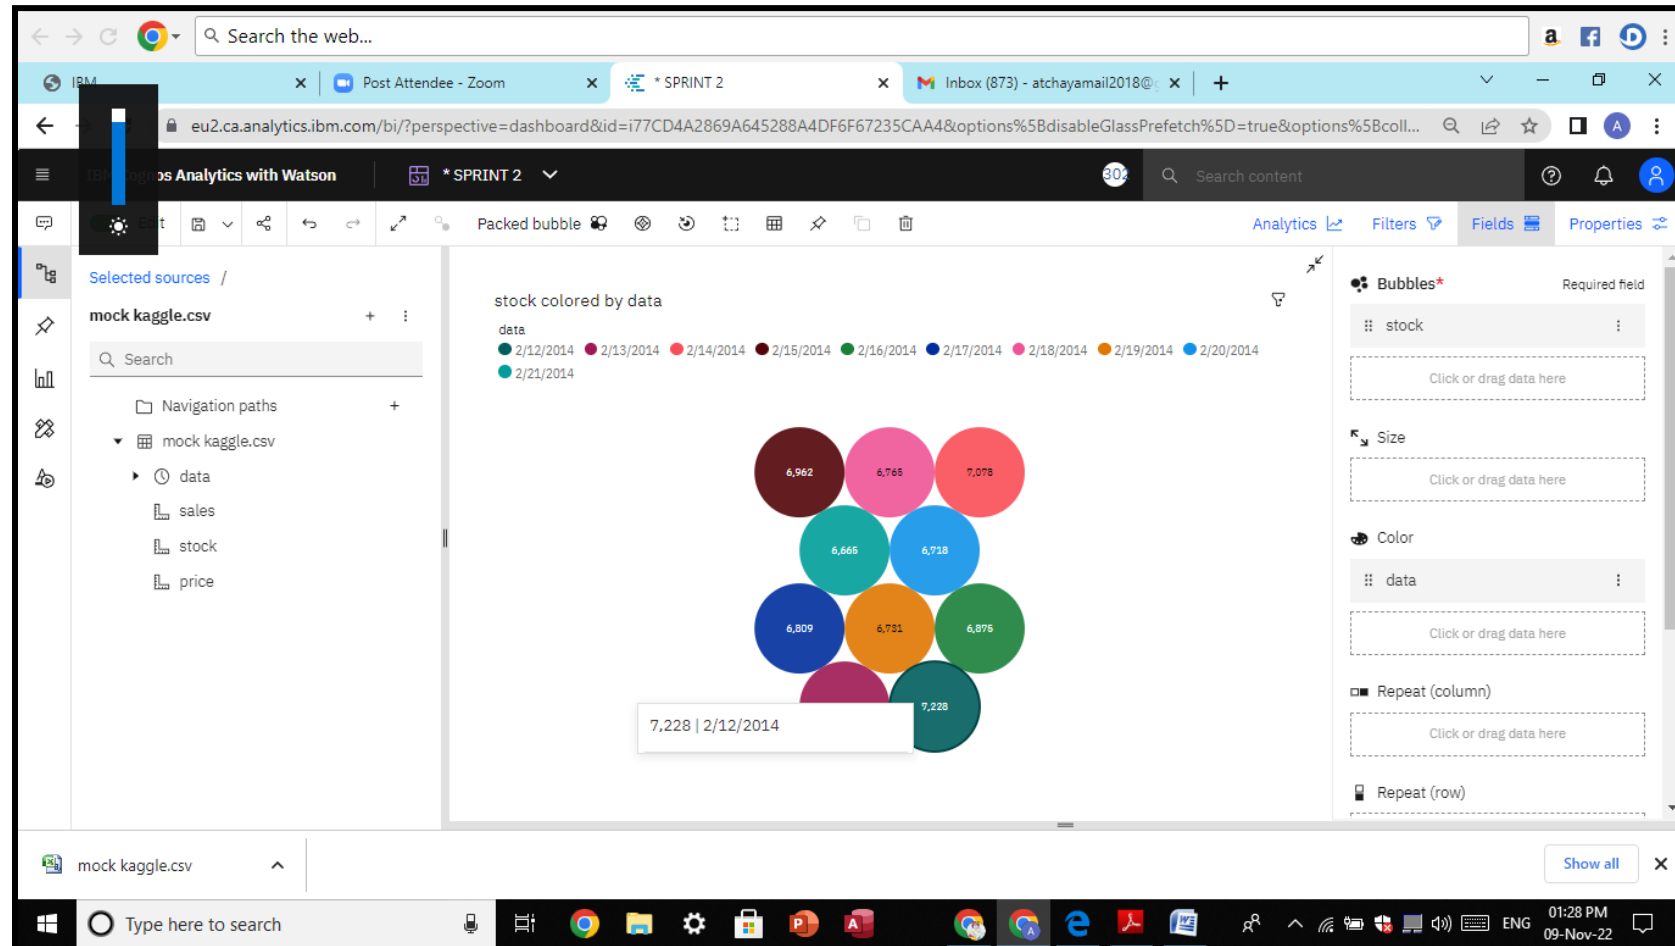 Search the web...
IBM
Post Attendee - Zoom
* SPRINT 2
Inbox (873) - atchayamail2018@
eu2.ca.analytics.ibm.com/bi/?perspective=dashboard&id=i77CD4A2869A645288A4DF6F67235CAA4&options%5BdisableGlassPrefetch%5D=true&options%5Bcoll...
A
IBM Cognos Analytics with Watson
* SPRINT 2
302
Search content
Edit
Packed bubble
Analytics
Filters
Fields
Properties
Selected sources /
mock kaggle.csv
Search
Navigation paths
mock kaggle.csv
data
sales
stock
price
stock colored by data
data
2/12/2014 2/13/2014 2/14/2014 2/15/2014 2/16/2014 2/17/2014 2/18/2014 2/19/2014 2/20/2014
2/21/2014
6,962 6,765 7,078
6,665 6,718
6,809 6,731 6,875
7,228
7,228 | 2/12/2014
Bubbles* Required field
stock
Click or drag data here
Size
Click or drag data here
Color
data
Click or drag data here
Repeat (column)
Click or drag data here
Repeat (row)
mock kaggle.csv
Show all
Type here to search
ENG
01:28 PM
09-Nov-22